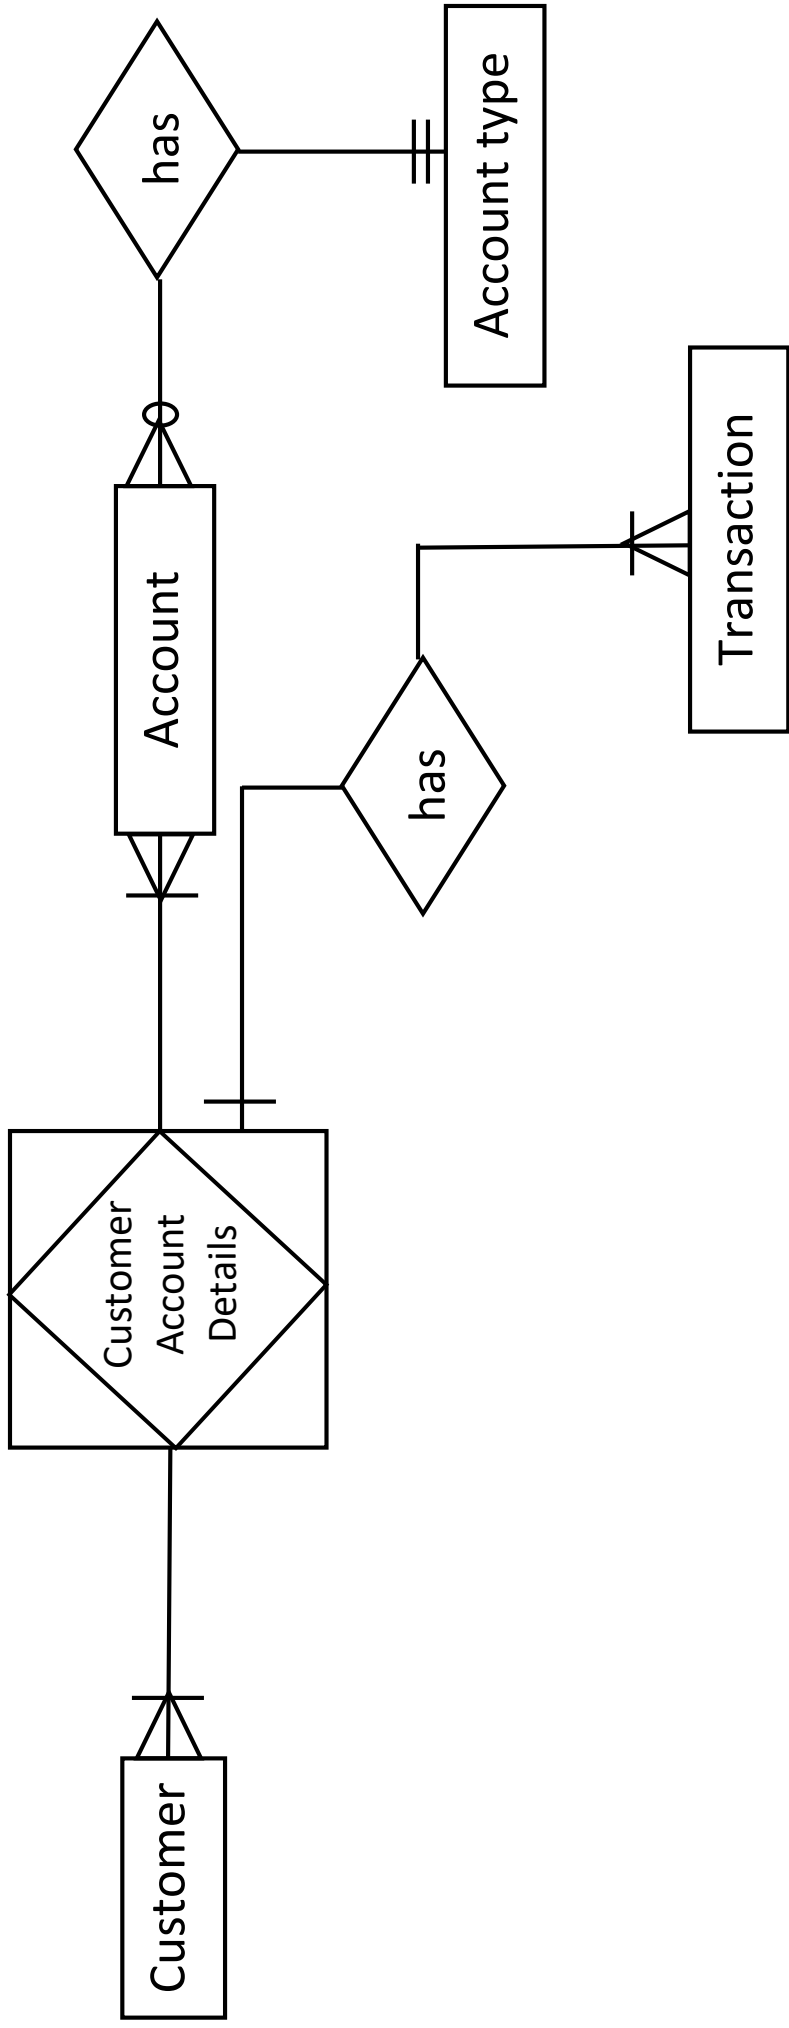 Customer
Customer
Account
Details
Account
has
has
Account type
Transaction